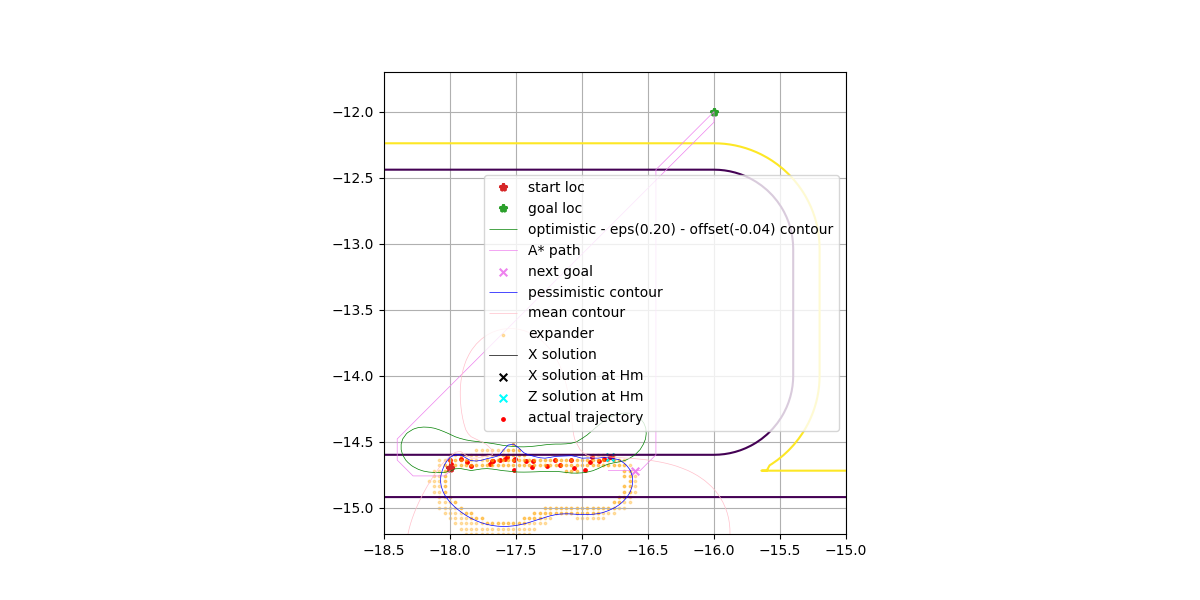 −12.0
−12.5
−13.0
−13.5
−14.0
−14.5
−15.0
start loc
goal loc
optimistic - eps(0.20) - offset(-0.04) contour
A* path
next goal
pessimistic contour
mean contour
expander
X solution
X solution at Hm
Z solution at Hm
actual trajectory
−18.5 −18.0 −17.5 −17.0 −16.5 −16.0 −15.5 −15.0